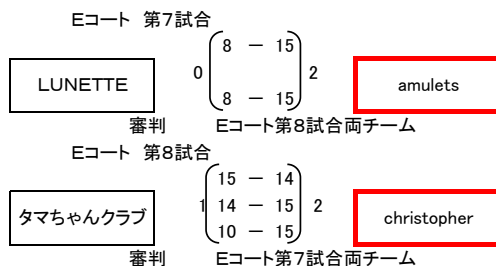 Eコート 第7試合
8 － 15
LUNETTE 0 2 amulets
8 － 15
審判 Eコート第8試合両チーム
Eコート 第8試合
15 － 14
タマちゃんクラブ 1 14 － 15 2 christopher
10 － 15
審判 Eコート第7試合両チーム